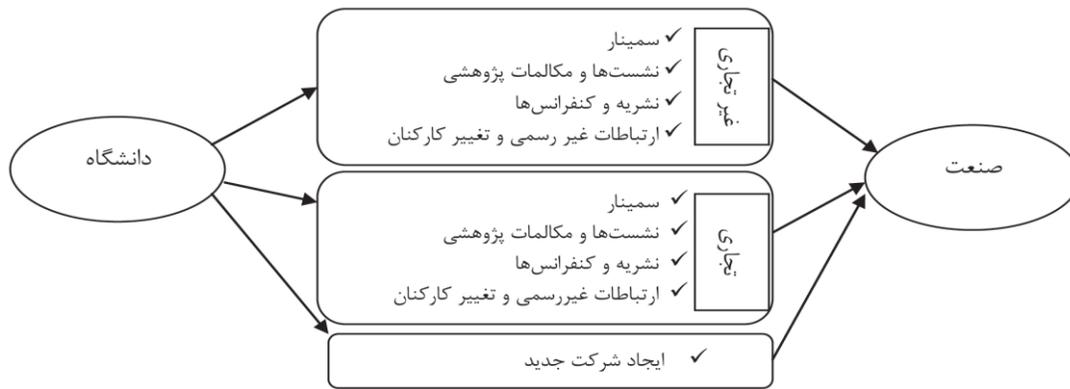 غیر تجاری
سمینار
نشست‌ها و مکالمات پژوهشی
نشریه و کنفرانس‌ها
ارتباطات غیر رسمی و تغییر کارکنان
صنعت
دانشگاه
تجاری
سمینار
نشست‌ها و مکالمات پژوهشی
نشریه و کنفرانس‌ها
ارتباطات غیررسمی و تغییر کارکنان
ایجاد شرکت جدید